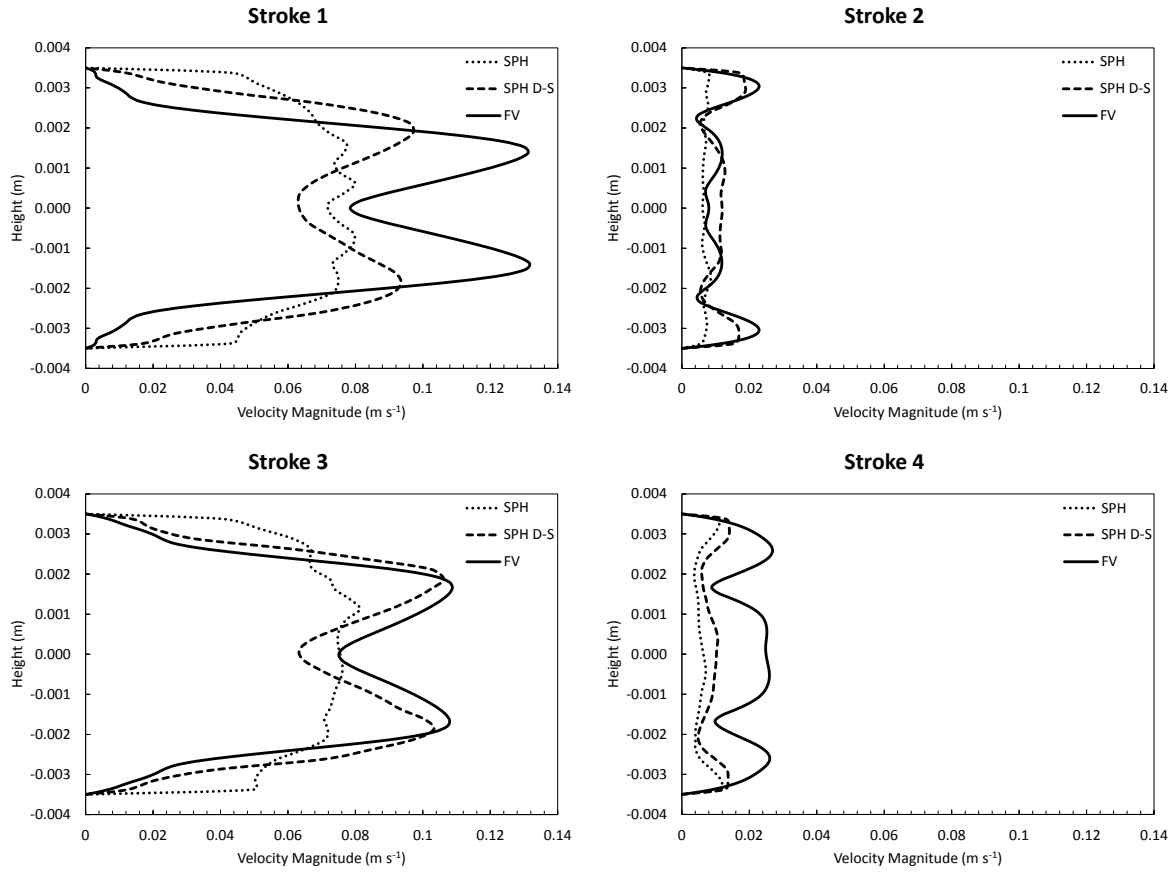 Stroke 1
0.004
0.003
0.002
0.001
0.000
-0.001
-0.002
-0.003
-0.004
Height (m)
0 0.02 0.04 0.06 0.08 0.1 0.12 0.14
Velocity Magnitude (m s⁻¹)
SPH
SPH D-S
FV
Stroke 2
0.004
0.003
0.002
0.001
0.000
-0.001
-0.002
-0.003
-0.004
Height (m)
0 0.02 0.04 0.06 0.08 0.1 0.12 0.14
Velocity Magnitude (m s⁻¹)
SPH
SPH D-S
FV
Stroke 3
0.004
0.003
0.002
0.001
0.000
-0.001
-0.002
-0.003
-0.004
Height (m)
0 0.02 0.04 0.06 0.08 0.1 0.12 0.14
Velocity Magnitude (m s⁻¹)
SPH
SPH D-S
FV
Stroke 4
0.004
0.003
0.002
0.001
0.000
-0.001
-0.002
-0.003
-0.004
Height (m)
0 0.02 0.04 0.06 0.08 0.1 0.12 0.14
Velocity Magnitude (m s⁻¹)
SPH
SPH D-S
FV